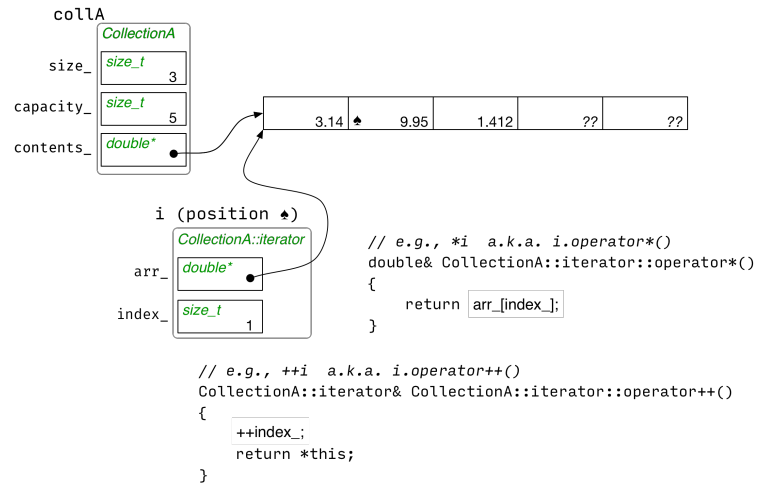 collA
CollectionA
size_ size_t 3
capacity_ size_t 5
contents_ double*
3.14 ♠ 9.95 1.412 ?? ??
i (position ♠)
CollectionA::iterator
arr_ double*
index_ size_t 1
// e.g., *i  a.k.a. i.operator*()
double& CollectionA::iterator::operator*()
{
    return arr_[index_];
}
// e.g., ++i  a.k.a. i.operator++()
CollectionA::iterator& CollectionA::iterator::operator++()
{
    ++index_;
    return *this;
}